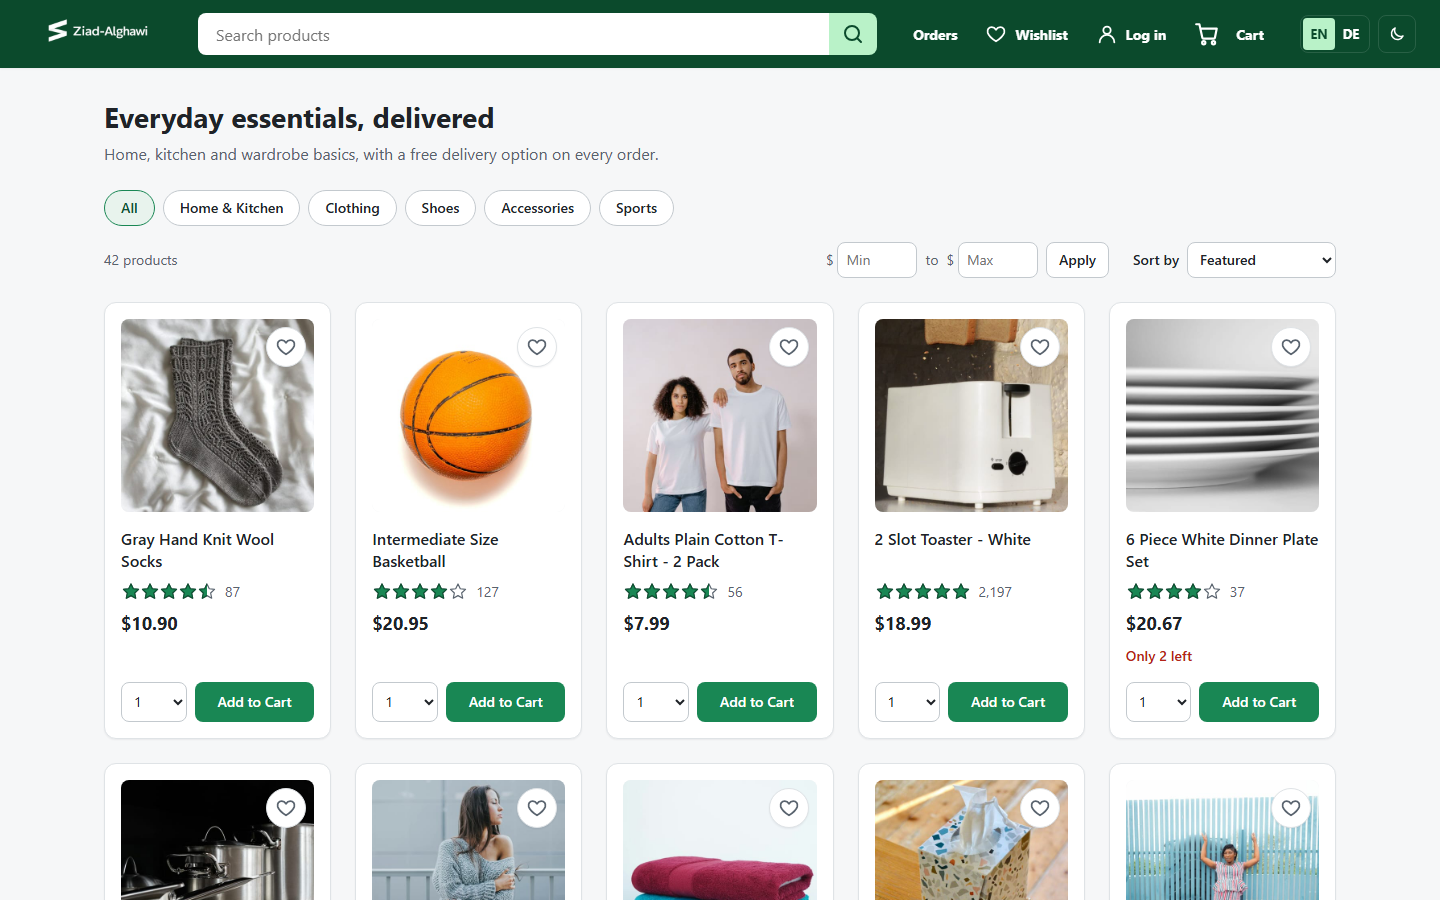 Ziad-Alghawi
Search products
Orders
Wishlist
Log in
Cart
EN
DE
Everyday essentials, delivered
Home, kitchen and wardrobe basics, with a free delivery option on every order.
All
Home & Kitchen
Clothing
Shoes
Accessories
Sports
42 products
$ Min to $ Max
Apply
Sort by
Featured
Gray Hand Knit Wool
Socks
87
$10.90
1
Add to Cart
Intermediate Size
Basketball
127
$20.95
1
Add to Cart
Adults Plain Cotton T-
Shirt - 2 Pack
56
$7.99
1
Add to Cart
2 Slot Toaster - White
2,197
$18.99
1
Add to Cart
6 Piece White Dinner Plate
Set
37
$20.67
Only 2 left
1
Add to Cart